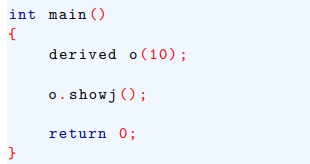 int main()
{
    derived o(10);
    o.showj();
    return 0;
}